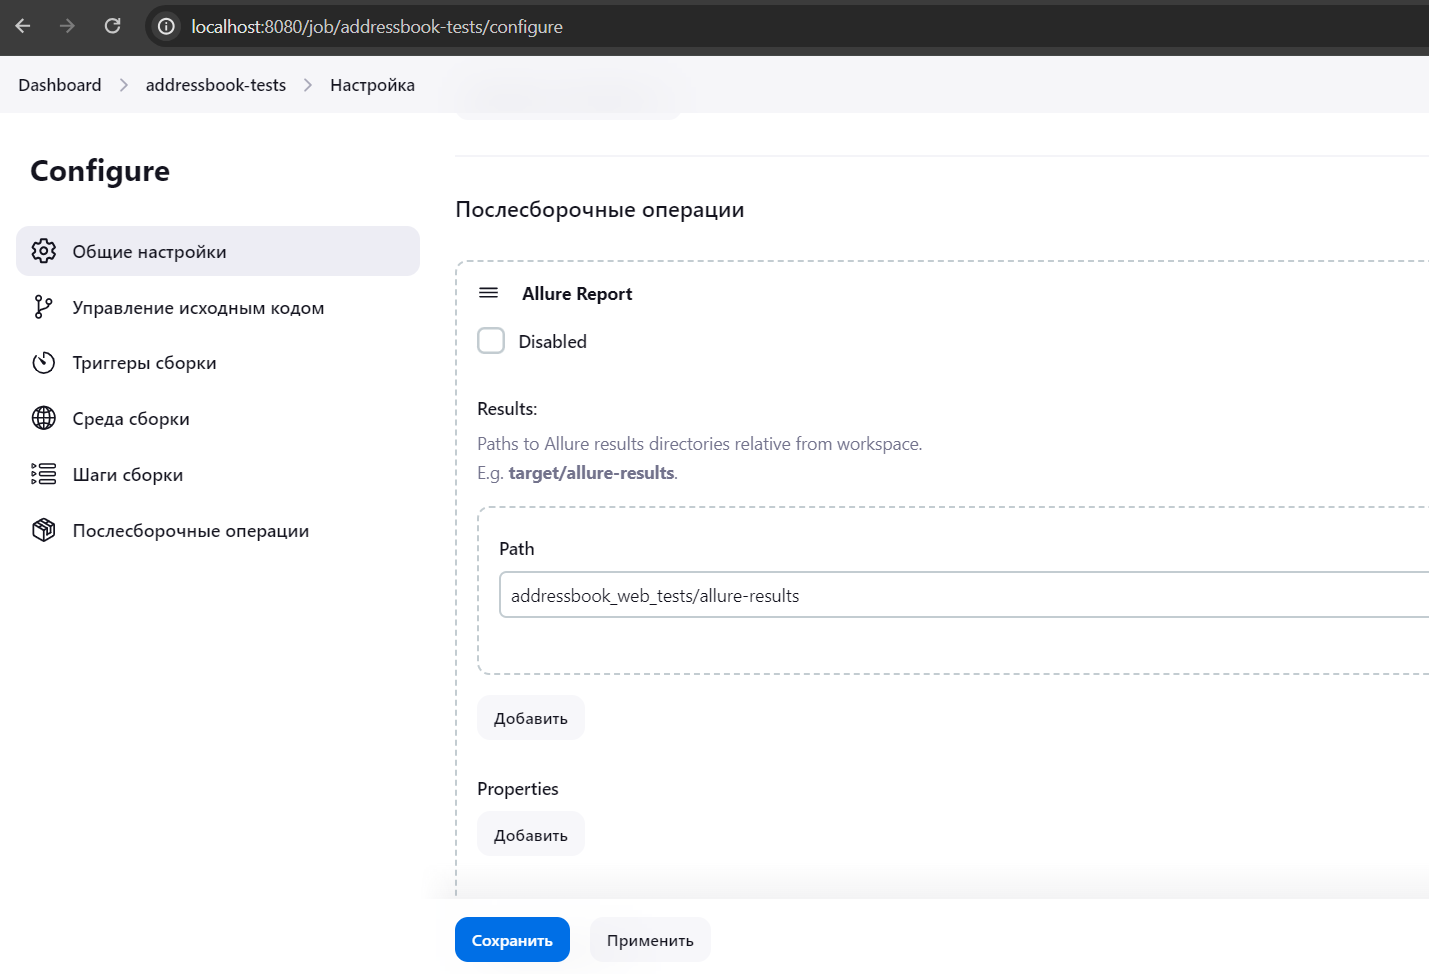 localhost:8080/job/addressbook-tests/configure
Dashboard addressbook-tests Настройка
Configure
Общие настройки
Управление исходным кодом
Триггеры сборки
Среда сборки
Шаги сборки
Послесборочные операции
Послесборочные операции
Allure Report
Disabled
Results:
Paths to Allure results directories relative from workspace.
E.g. target/allure-results.
Path
addressbook_web_tests/allure-results
Добавить
Properties
Добавить
Сохранить Применить